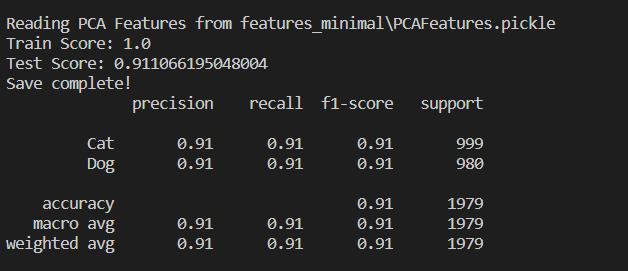 Reading PCA Features from features_minimal\PCAFeatures.pickle
Train Score: 1.0
Test Score: 0.911066195048004
Save complete!
precision recall f1-score support
Cat 0.91 0.91 0.91 999
Dog 0.91 0.91 0.91 980
accuracy 0.91 1979
macro avg 0.91 0.91 0.91 1979
weighted avg 0.91 0.91 0.91 1979